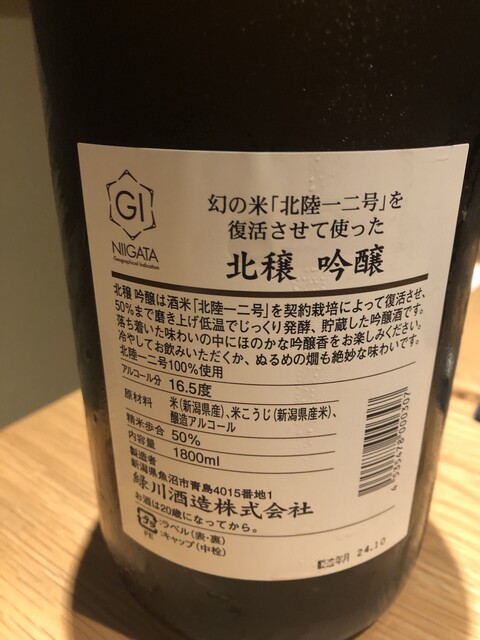 GI
NIIGATA
Geographical Indication
幻の米「北陸一二号」を
復活させて使った
北穣 吟醸
北穣 吟醸は酒米「北陸一二号」を契約栽培によって復活させ、
50%まで磨き上げ低温でじっくり発酵、貯蔵した吟醸酒です。
落ち着いた味わいの中にほのかな吟醸香をお楽しみください。
冷やしてお飲みいただくか、ぬるめの燗も絶妙な味わいです。
北陸一二号100%使用
アルコール分 16.5度
原材料 米(新潟県産)、米こうじ(新潟県産米)、
醸造アルコール
精米歩合 50%
内容量 1800ml
製造者
新潟県魚沼市青島4015番地1
緑川酒造株式会社
お酒は20歳になってから。
プラ
PE
:ラベル(表・裏)
:キャップ(中栓)
4 535478 002307
製造年月 24.10